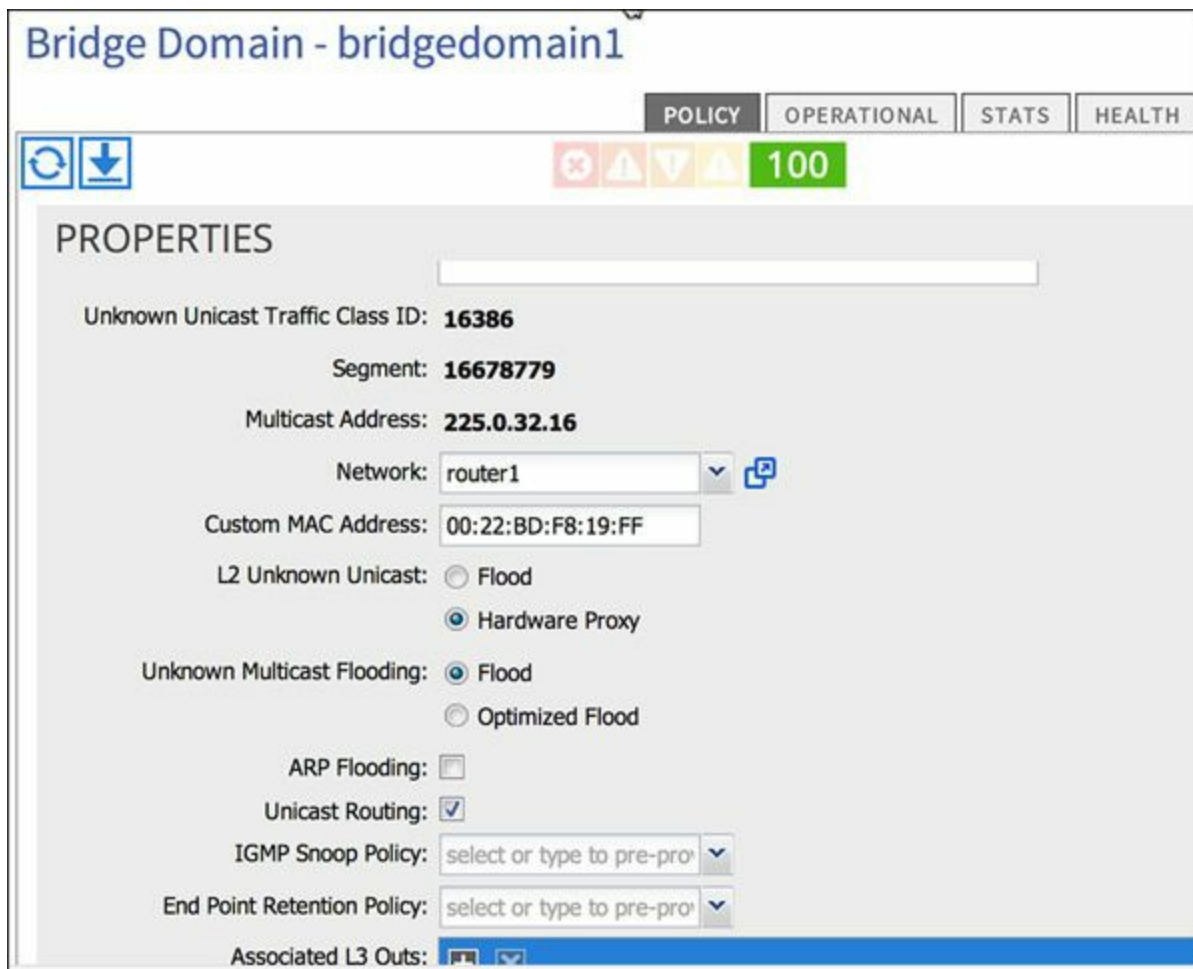 Bridge Domain - bridgedomain1
POLICY OPERATIONAL STATS HEALTH
100
PROPERTIES
Unknown Unicast Traffic Class ID: 16386
Segment: 16678779
Multicast Address: 225.0.32.16
Network: router1
Custom MAC Address: 00:22:BD:F8:19:FF
L2 Unknown Unicast: Flood
Hardware Proxy
Unknown Multicast Flooding: Flood
Optimized Flood
ARP Flooding:
Unicast Routing:
IGMP Snoop Policy: select or type to pre-pro
End Point Retention Policy: select or type to pre-pro
Associated L3 Outs: